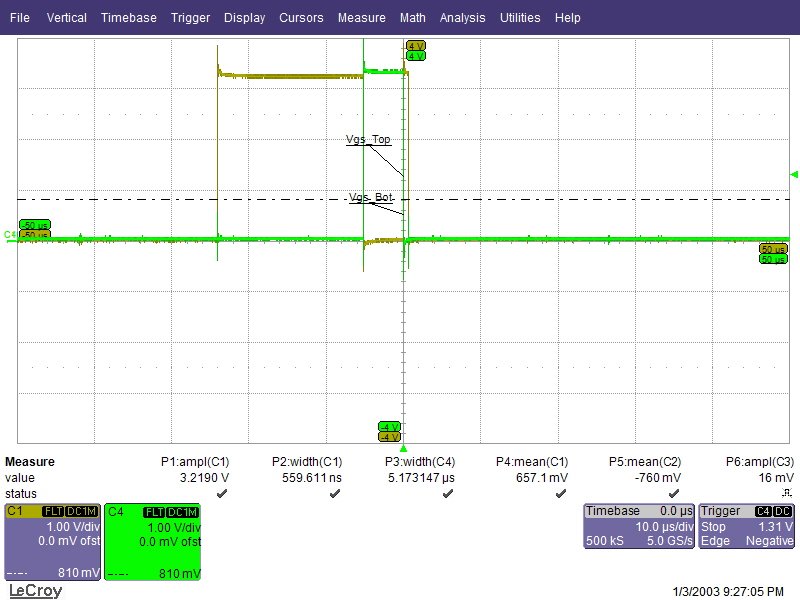 File Vertical Timebase Trigger Display Cursors Measure Math Analysis Utilities Help
4 V
4 V
Vgs_Top
Vgs_Bot
-50 µs
C4 -50 µs
50 µs
50 µs
-4 V
-4 V
Measure P1:ampl(C1) P2:width(C1) P3:width(C4) P4:mean(C1) P5:mean(C2) P6:ampl(C3)
value 3.2190 V 559.611 ns 5.173147 µs 657.1 mV -760 mV 16 mV
status
C1 FLT DC1M
1.00 V/div
0.0 mV ofst
810 mV
C4 FLT DC1M
1.00 V/div
0.0 mV ofst
810 mV
Timebase 0.0 µs
10.0 µs/div
500 kS 5.0 GS/s
Trigger C4 DC
Stop 1.31 V
Edge Negative
LeCroy
1/3/2003 9:27:05 PM